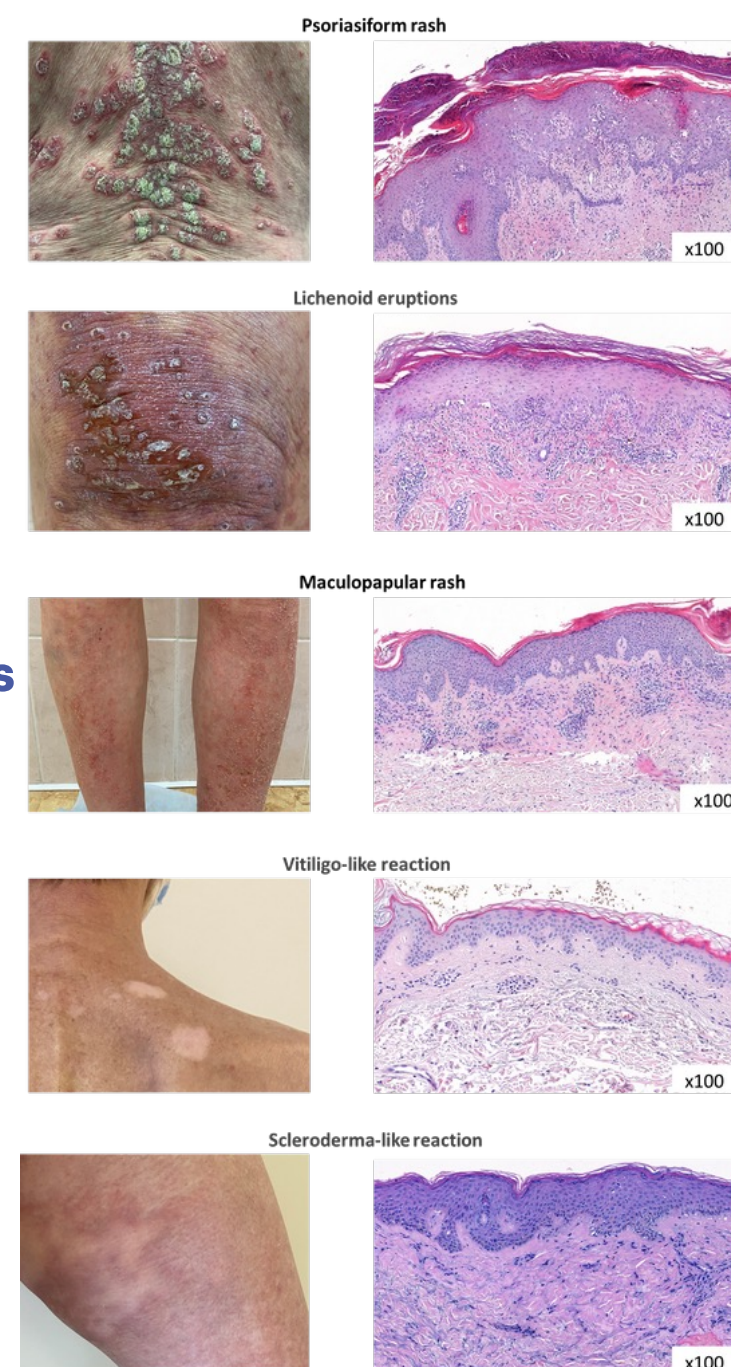 Psoriasiform rash
x100
Lichenoid eruptions
x100
Maculopapular rash
s
x100
Vitiligo-like reaction
x100
Scleroderma-like reaction
x100